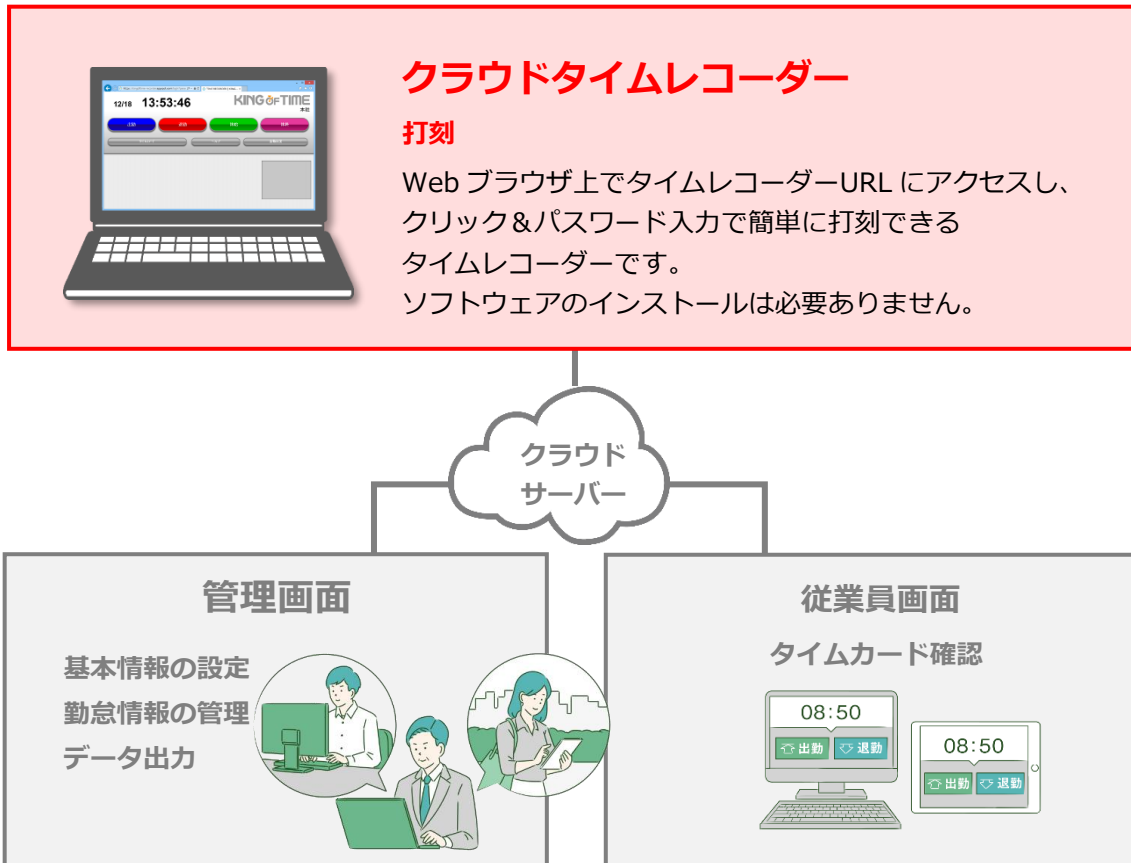 12/18 13:53:46
KING OF TIME
本社
クラウドタイムレコーダー
打刻
Web ブラウザ上でタイムレコーダーURL にアクセスし、
クリック＆パスワード入力で簡単に打刻できる
タイムレコーダーです。
ソフトウェアのインストールは必要ありません。
クラウド
サーバー
管理画面
基本情報の設定
勤怠情報の管理
データ出力
従業員画面
タイムカード確認
08:50
出勤 退勤
08:50
出勤 退勤